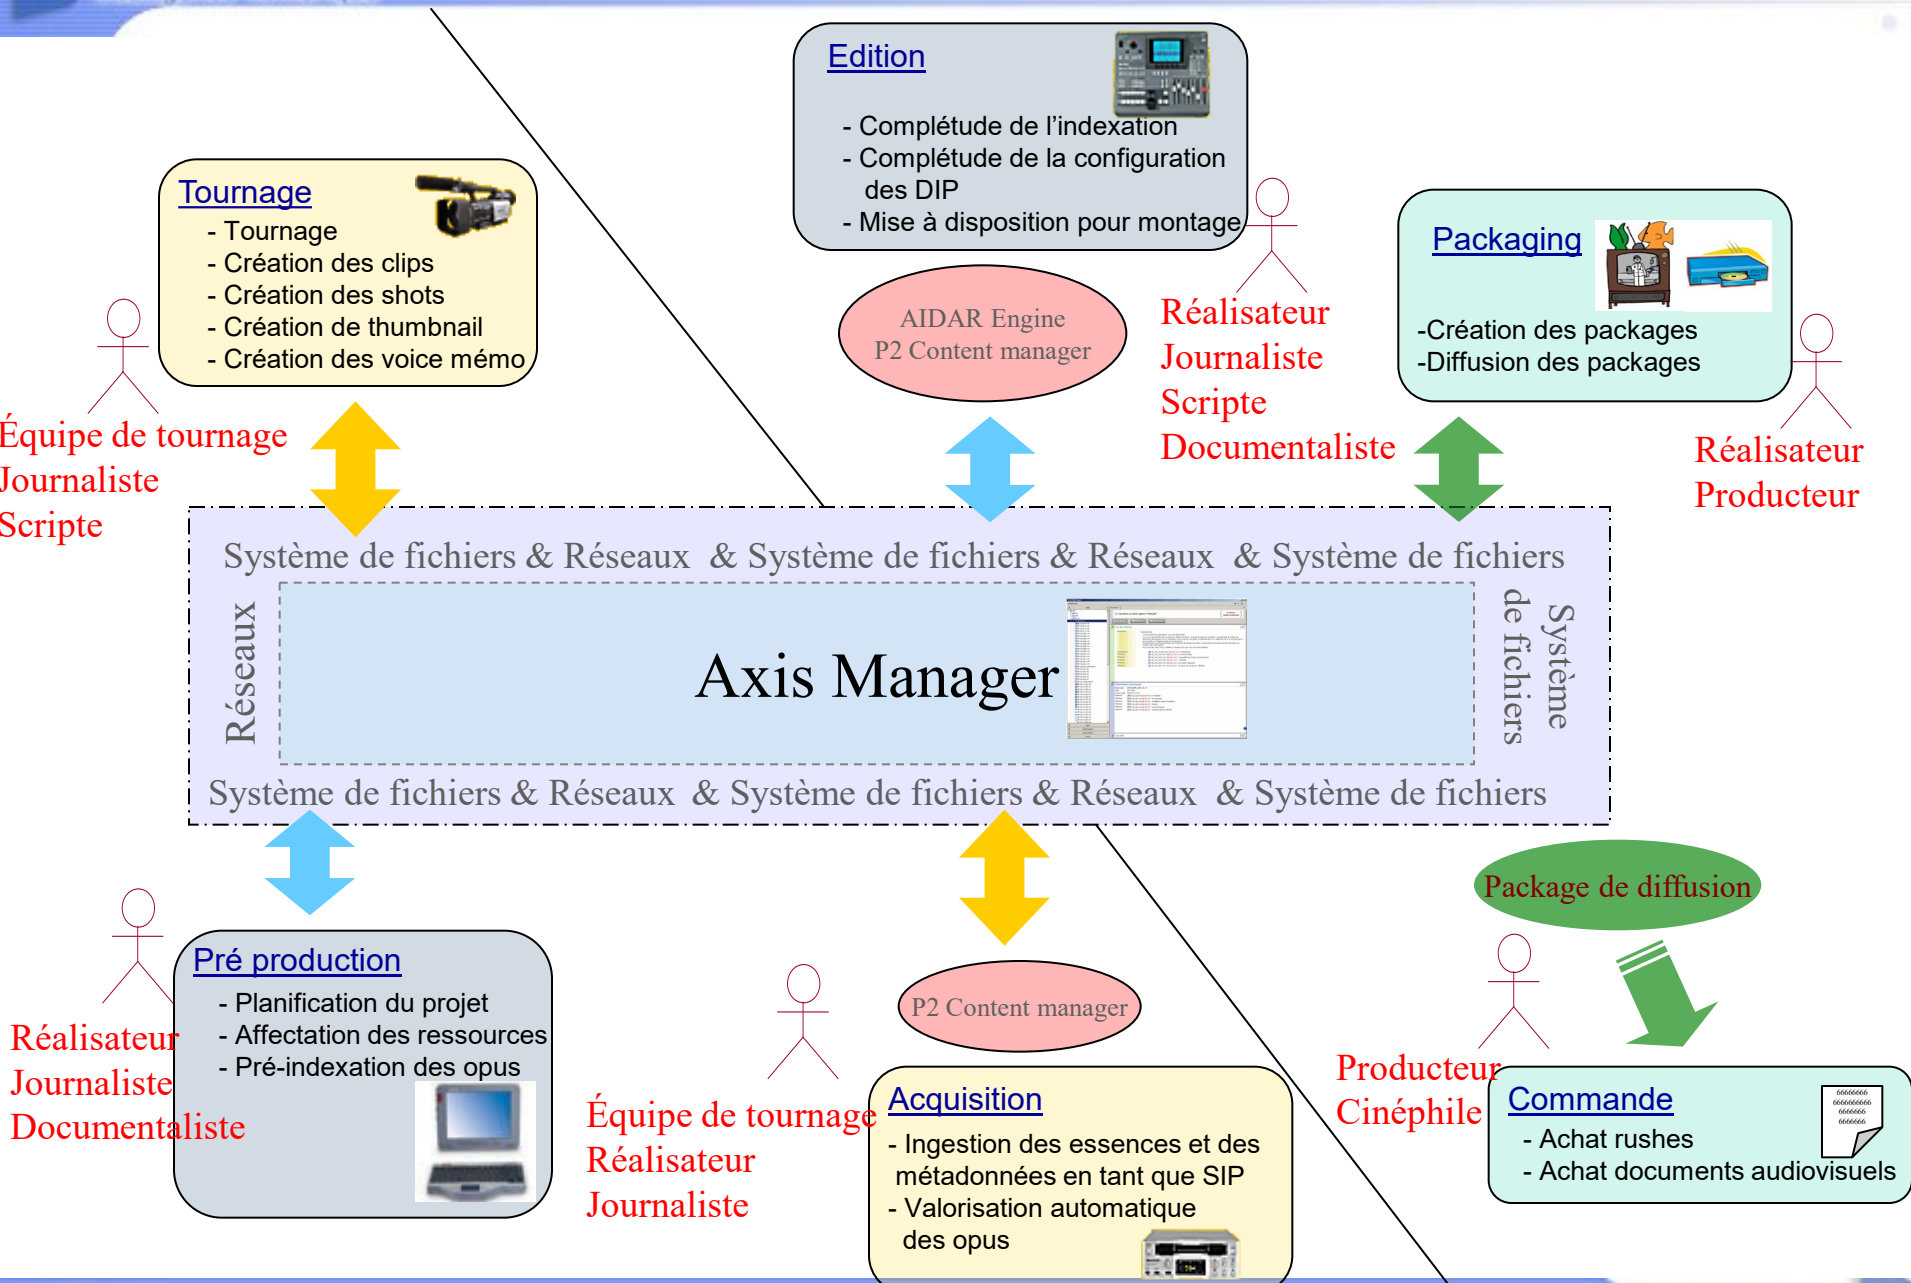 Edition
- Complétude de l'indexation
- Complétude de la configuration
des DIP
- Mise à disposition pour montage
Tournage
- Tournage
- Création des clips
- Création des shots
- Création de thumbnail
- Création des voice mémo
Packaging
-Création des packages
-Diffusion des packages
AIDAR Engine
P2 Content manager
Réalisateur
Journaliste
Scripte
Documentaliste
Équipe de tournage
Journaliste
Scripte
Réalisateur
Producteur
Système de fichiers & Réseaux & Système de fichiers & Réseaux & Système de fichiers
Réseaux
Axis Manager
Système
de fichiers
Système de fichiers & Réseaux & Système de fichiers & Réseaux & Système de fichiers
Package de diffusion
Pré production
- Planification du projet
- Affectation des ressources
- Pré-indexation des opus
Réalisateur
Journaliste
Documentaliste
P2 Content manager
Équipe de tournage
Réalisateur
Journaliste
Acquisition
- Ingestion des essences et des
métadonnées en tant que SIP
- Valorisation automatique
des opus
Producteur
Cinéphile
Commande
- Achat rushes
- Achat documents audiovisuels
66666666
6666666666
6666666
6666666